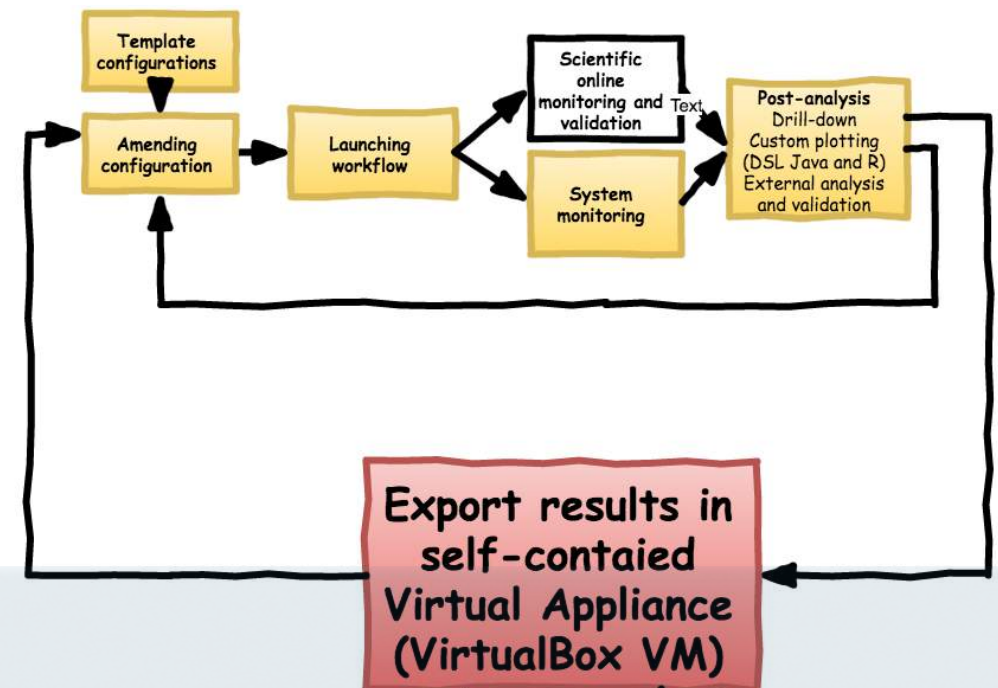 Template
configurations
Amending
configuration
Launching
workflow
Scientific
online
monitoring and
validation
Text
System
monitoring
Post-analysis
Drill-down
Custom plotting
(DSL Java and R)
External analysis
and validation
Export results in
self-contaied
Virtual Appliance
(VirtualBox VM)